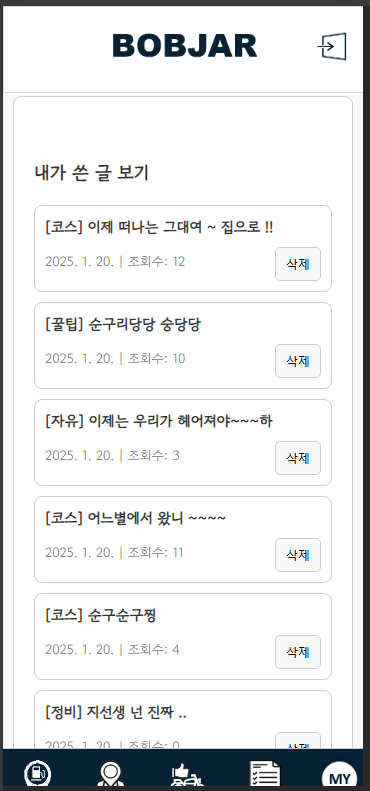 BOBJAR
내가 쓴 글 보기
[코스] 이제 떠나는 그대여 ~ 집으로 !!
2025. 1. 20. | 조회수: 12
삭제
[꿀팁] 순구리당당 숭당당
2025. 1. 20. | 조회수: 10
삭제
[자유] 이제는 우리가 헤어져야~~~하
2025. 1. 20. | 조회수: 3
삭제
[코스] 어느별에서 왔니 ~~~~
2025. 1. 20. | 조회수: 11
삭제
[코스] 순구순구찡
2025. 1. 20. | 조회수: 4
삭제
[정비] 지선생 넌 진짜 ..
2025. 1. 20. | 조회수: 0
삭제
MY